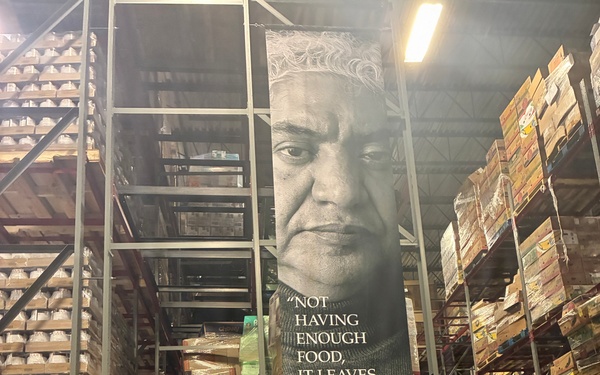 “NOT
HAVING
ENOUGH
FOOD,
IT LEAVES